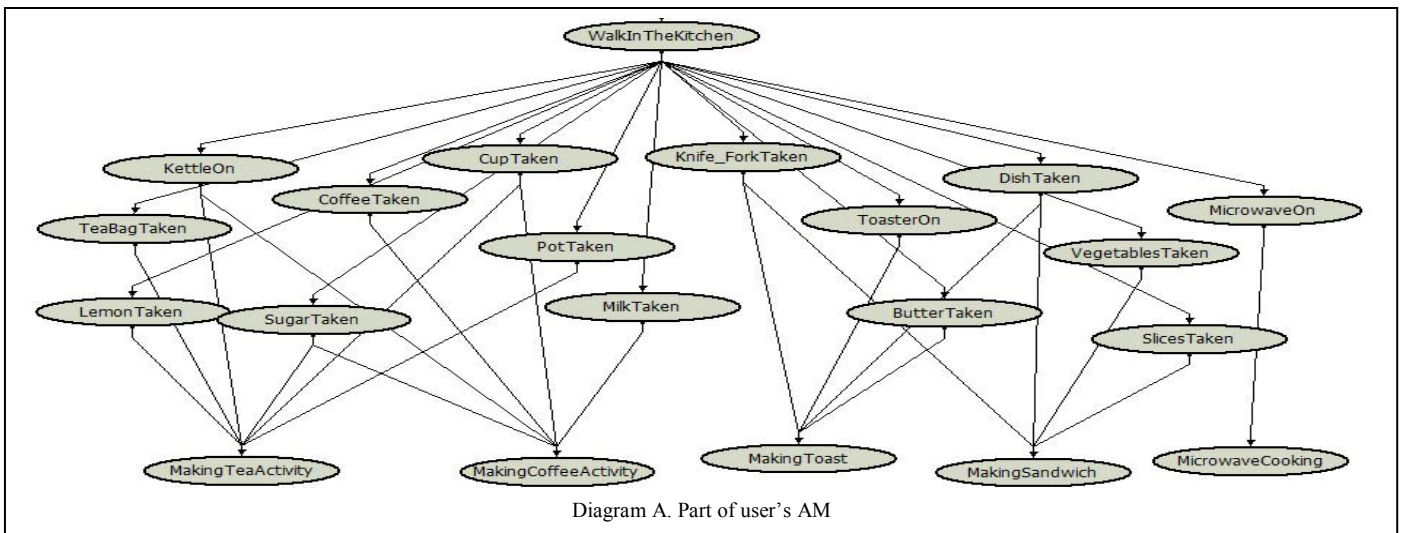 WalkInTheKitchen
KettleOn
CupTaken
Knife_ForkTaken
DishTaken
CoffeeTaken
MicrowaveOn
TeaBagTaken
ToasterOn
PotTaken
VegetablesTaken
LemonTaken
SugarTaken
MilkTaken
ButterTaken
SlicesTaken
MakingTeaActivity
MakingCoffeeActivity
MakingToast
MakingSandwich
MicrowaveCooking
Diagram A. Part of user's AM